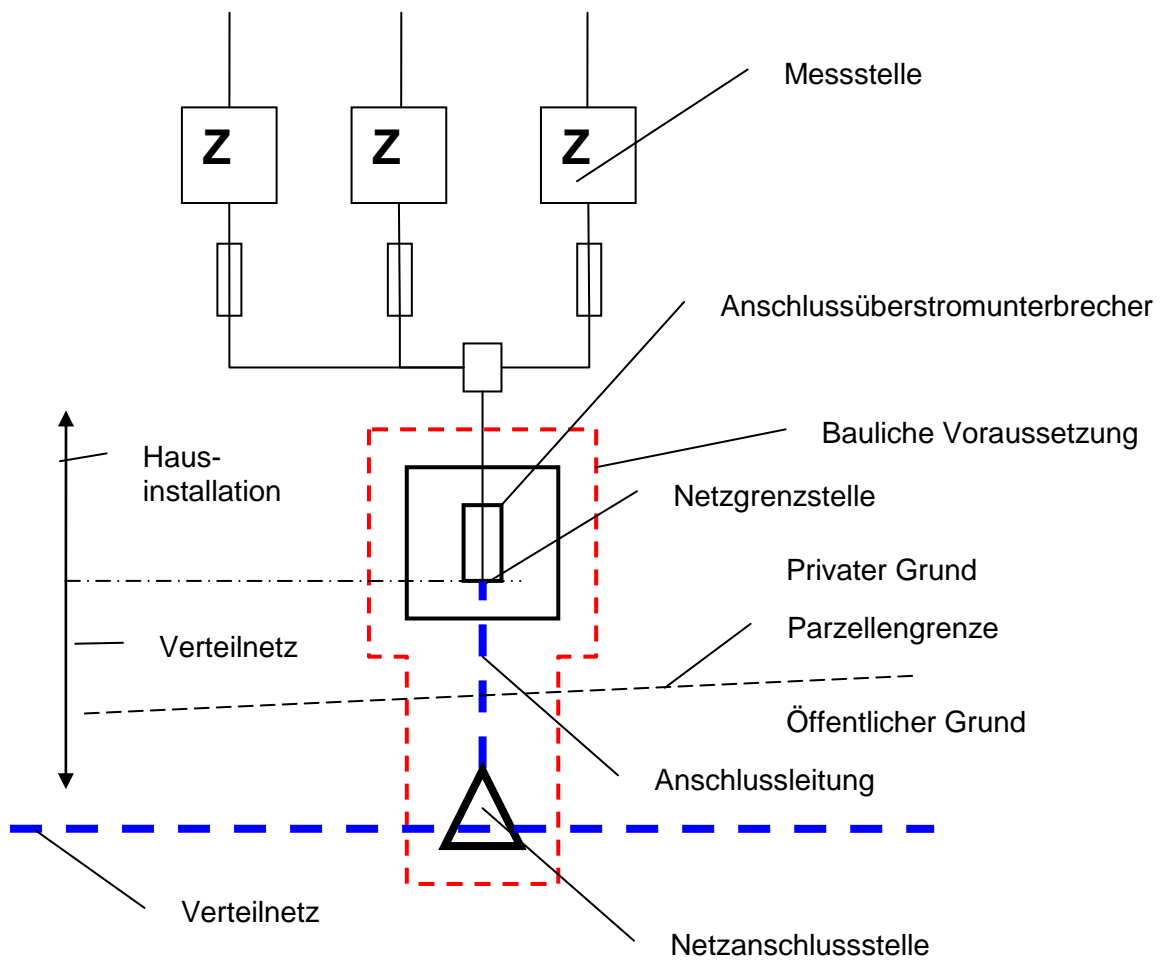 Messstelle
Z Z Z
Anschlussüberstromunterbrecher
Bauliche Voraussetzung
Haus-
installation
Netzgrenzstelle
Privater Grund
Parzellengrenze
Verteilnetz
Öffentlicher Grund
Anschlussleitung
Verteilnetz
Netzanschlussstelle